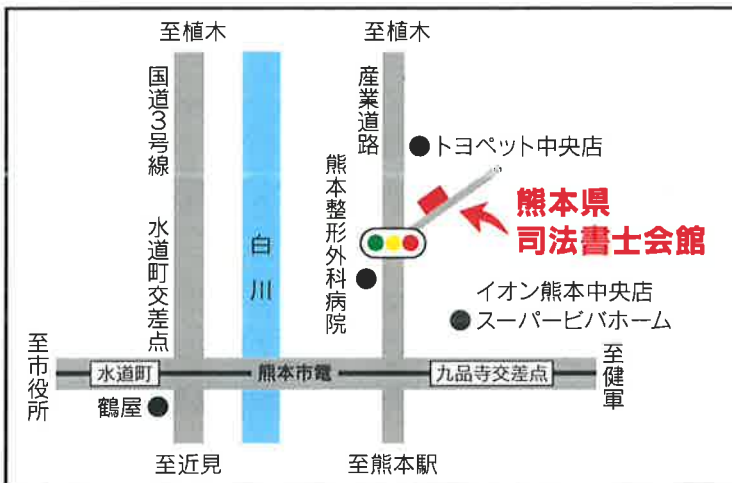 至植木
至植木
国道3号線
産業道路
トヨペット中央店
熊本整形外科病院
熊本県
司法書士会館
水道町交差点
白川
イオン熊本中央店
スーパービバホーム
至市役所
水道町
熊本市電
九品寺交差点
至健軍
鶴屋
至近見
至熊本駅